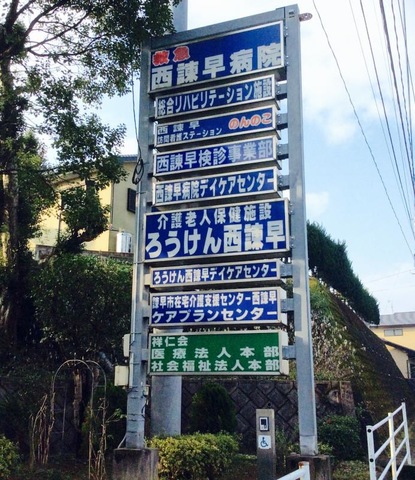 救急
西諫早病院
総合リハビリテーション施設
西諫早
訪問看護ステーション のんのこ
西諫早検診事業部
西諫早病院デイケアセンター
介護老人保健施設
ろうけん西諫早
ろうけん西諫早デイケアセンター
諫早市在宅介護支援センター西諫早
ケアプランセンター
祥仁会
医療法人本部
社会福祉法人本部